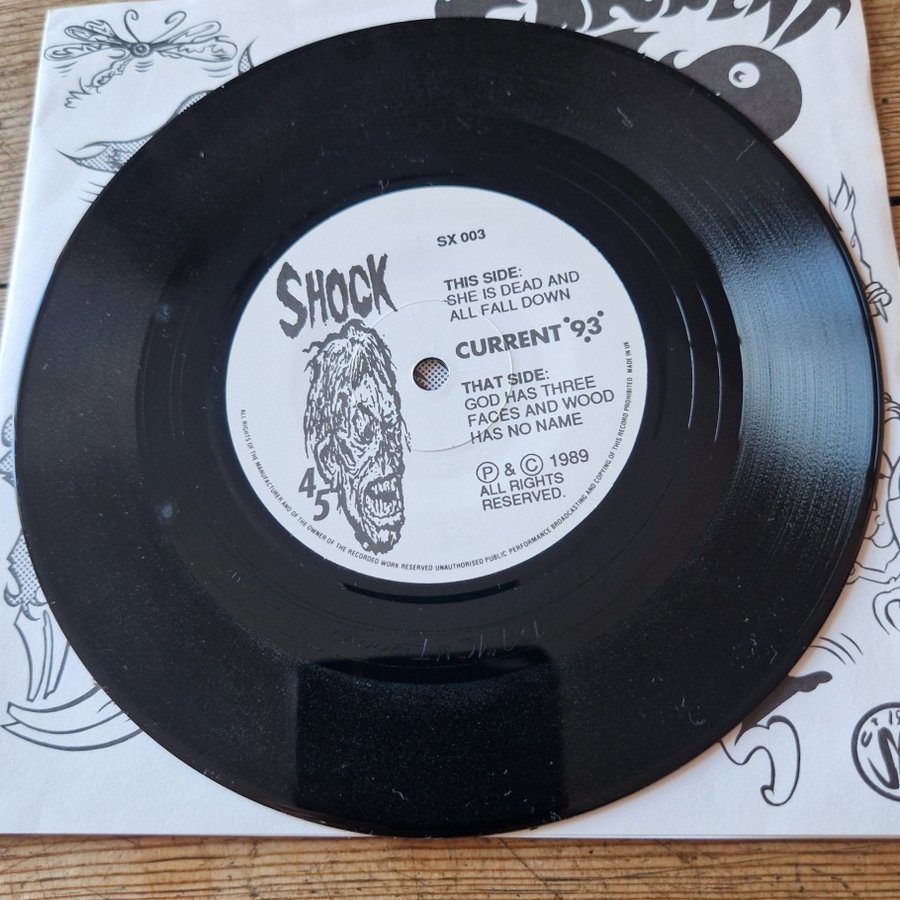 SHOCK
45
SX 003
THIS SIDE:
SHE IS DEAD AND
ALL FALL DOWN
CURRENT '93'
THAT SIDE:
GOD HAS THREE
FACES AND WOOD
HAS NO NAME
Ⓟ & © 1989
ALL RIGHTS
RESERVED.
ALL RIGHTS OF THE MANUFACTURER AND OF THE OWNER OF THE RECORDED WORK RESERVED UNAUTHORISED PUBLIC PERFORMANCE BROADCASTING AND COPYING OF THIS RECORD PROHIBITED MADE IN UK